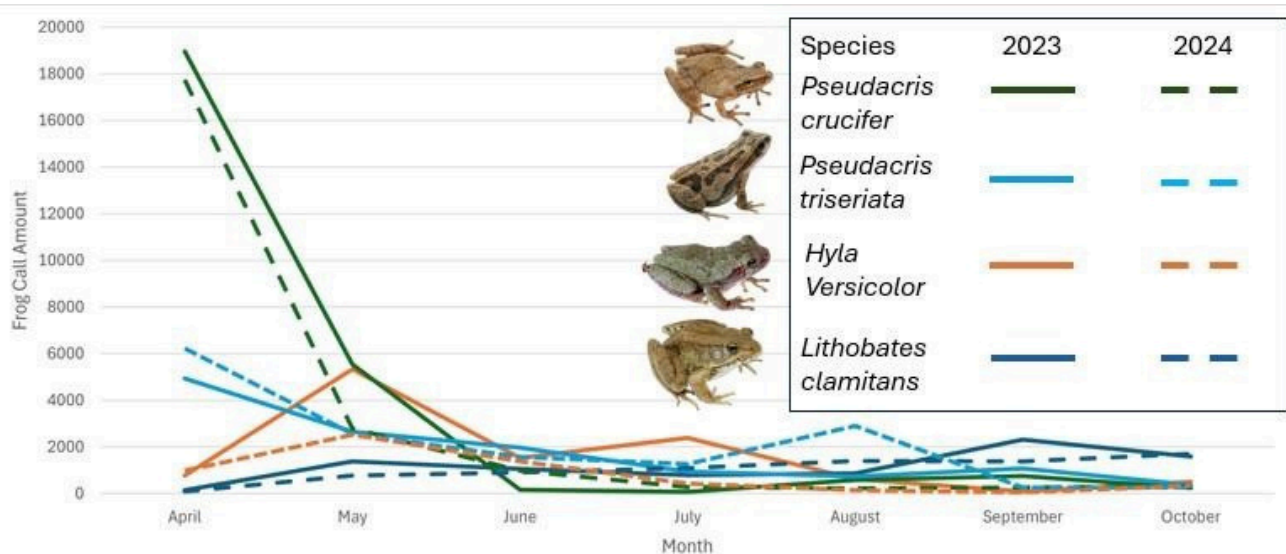 20000
18000
16000
14000
12000
10000
8000
6000
4000
2000
0
Frog Call Amount
April May June July August September October
Month
Species 2023 2024
Pseudacris
crucifer
Pseudacris
triseriata
Hyla
Versicolor
Lithobates
clamitans